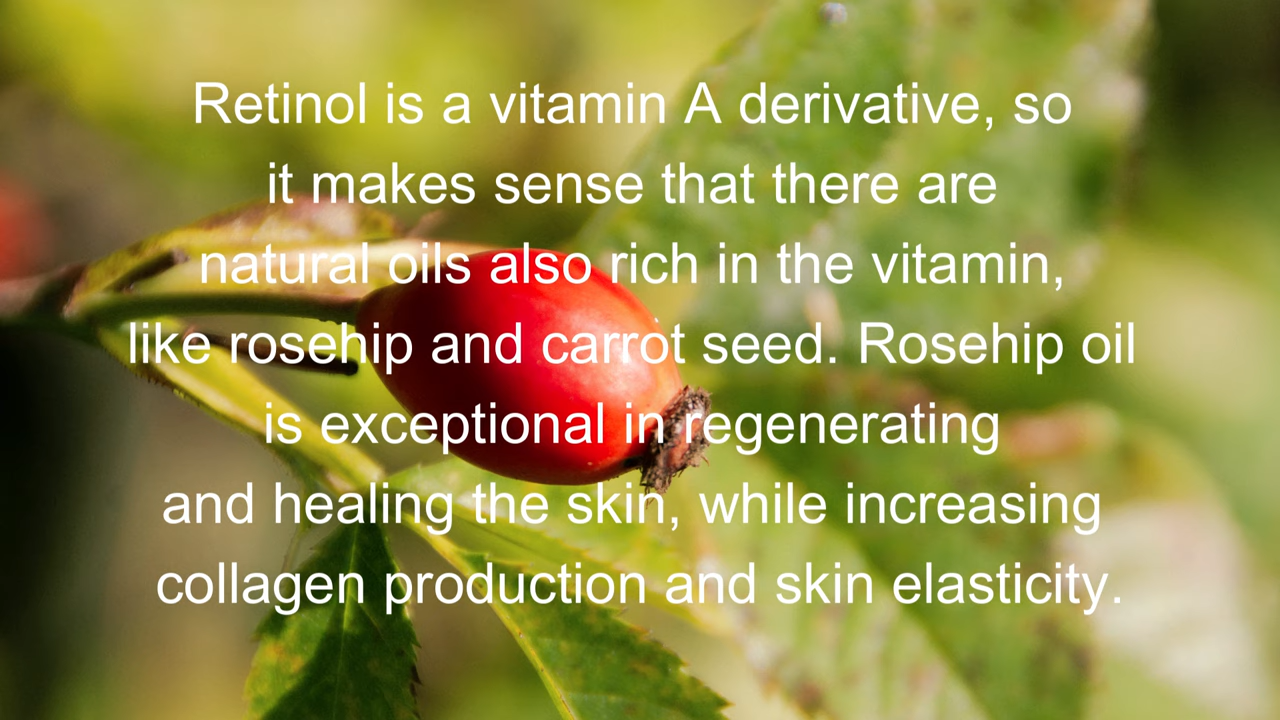 Retinol is a vitamin A derivative, so
it makes sense that there are
natural oils also rich in the vitamin,
like rosehip and carrot seed. Rosehip oil
is exceptional in regenerating
and healing the skin, while increasing
collagen production and skin elasticity.